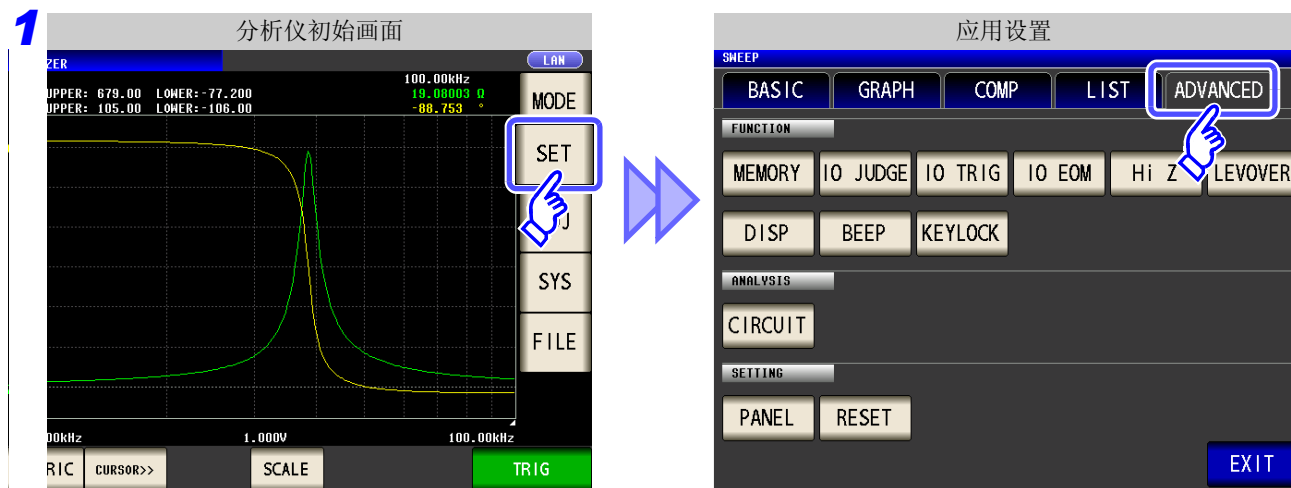 1
分析仪初始画面
ZER
LAN
100.00kHz
UPPER: 679.00 LOWER:-77.200
19.08003 Ω
UPPER: 105.00 LOWER:-106.00
-88.753 °
MODE
SET
SYS
FILE
00kHz
1.000V
100.00kHz
RIC
CURSOR>>
SCALE
TRIG
应用设置
SWEEP
BASIC
GRAPH
COMP
LIST
ADVANCED
FUNCTION
MEMORY
IO JUDGE
IO TRIG
IO EOM
Hi Z
LEVOVER
DISP
BEEP
KEYLOCK
ANALYSIS
CIRCUIT
SETTING
PANEL
RESET
EXIT